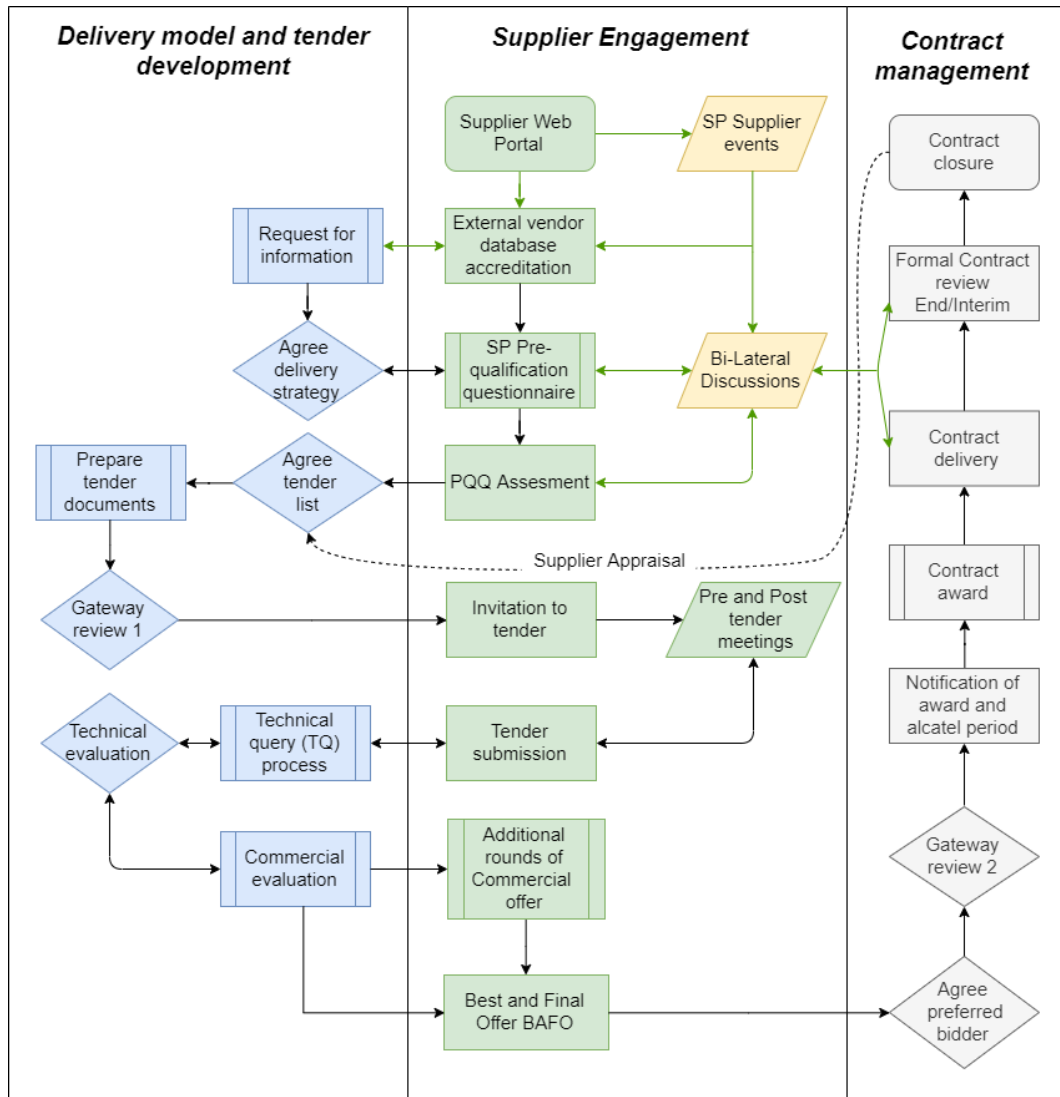 Delivery model and tender
development
Supplier Engagement
Contract
management
Supplier Web
Portal
SP Supplier
events
Contract
closure
Request for
information
External vendor
database
accreditation
Formal Contract
review
End/Interim
Agree
delivery
strategy
SP Pre-
qualification
questionnaire
Bi-Lateral
Discussions
Prepare
tender
documents
Agree
tender
list
PQQ Assesment
Contract
delivery
Supplier Appraisal
Contract
award
Gateway
review 1
Invitation to
tender
Pre and Post
tender
meetings
Notification of
award and
alcatel period
Technical
evaluation
Technical
query (TQ)
process
Tender
submission
Commercial
evaluation
Additional
rounds of
Commercial
offer
Gateway
review 2
Best and Final
Offer BAFO
Agree
preferred
bidder